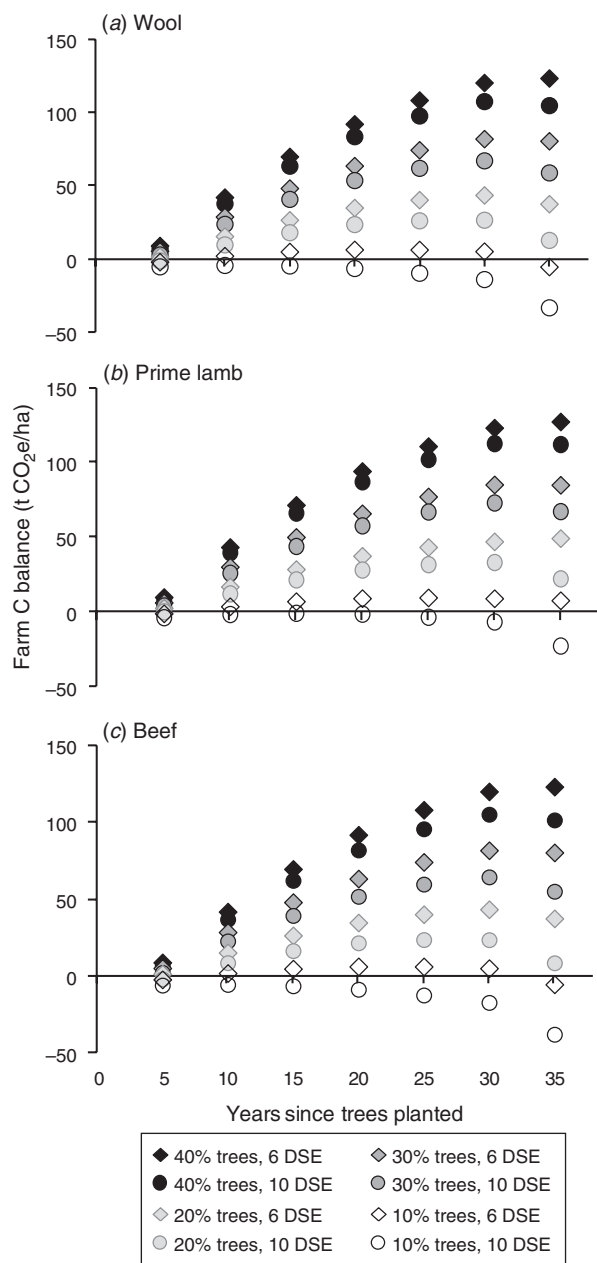 (a) Wool
150
100
50
0
–50
(b) Prime lamb
150
100
50
0
–50
Farm C balance (t CO₂e/ha)
(c) Beef
150
100
50
0
–50
0 5 10 15 20 25 30 35
Years since trees planted
40% trees, 6 DSE 30% trees, 6 DSE
40% trees, 10 DSE 30% trees, 10 DSE
20% trees, 6 DSE 10% trees, 6 DSE
20% trees, 10 DSE 10% trees, 10 DSE